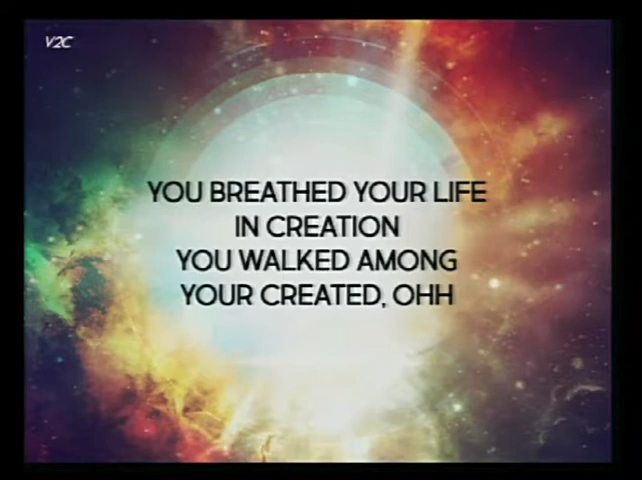 V2C
YOU BREATHED YOUR LIFE
IN CREATION
YOU WALKED AMONG
YOUR CREATED, OHH